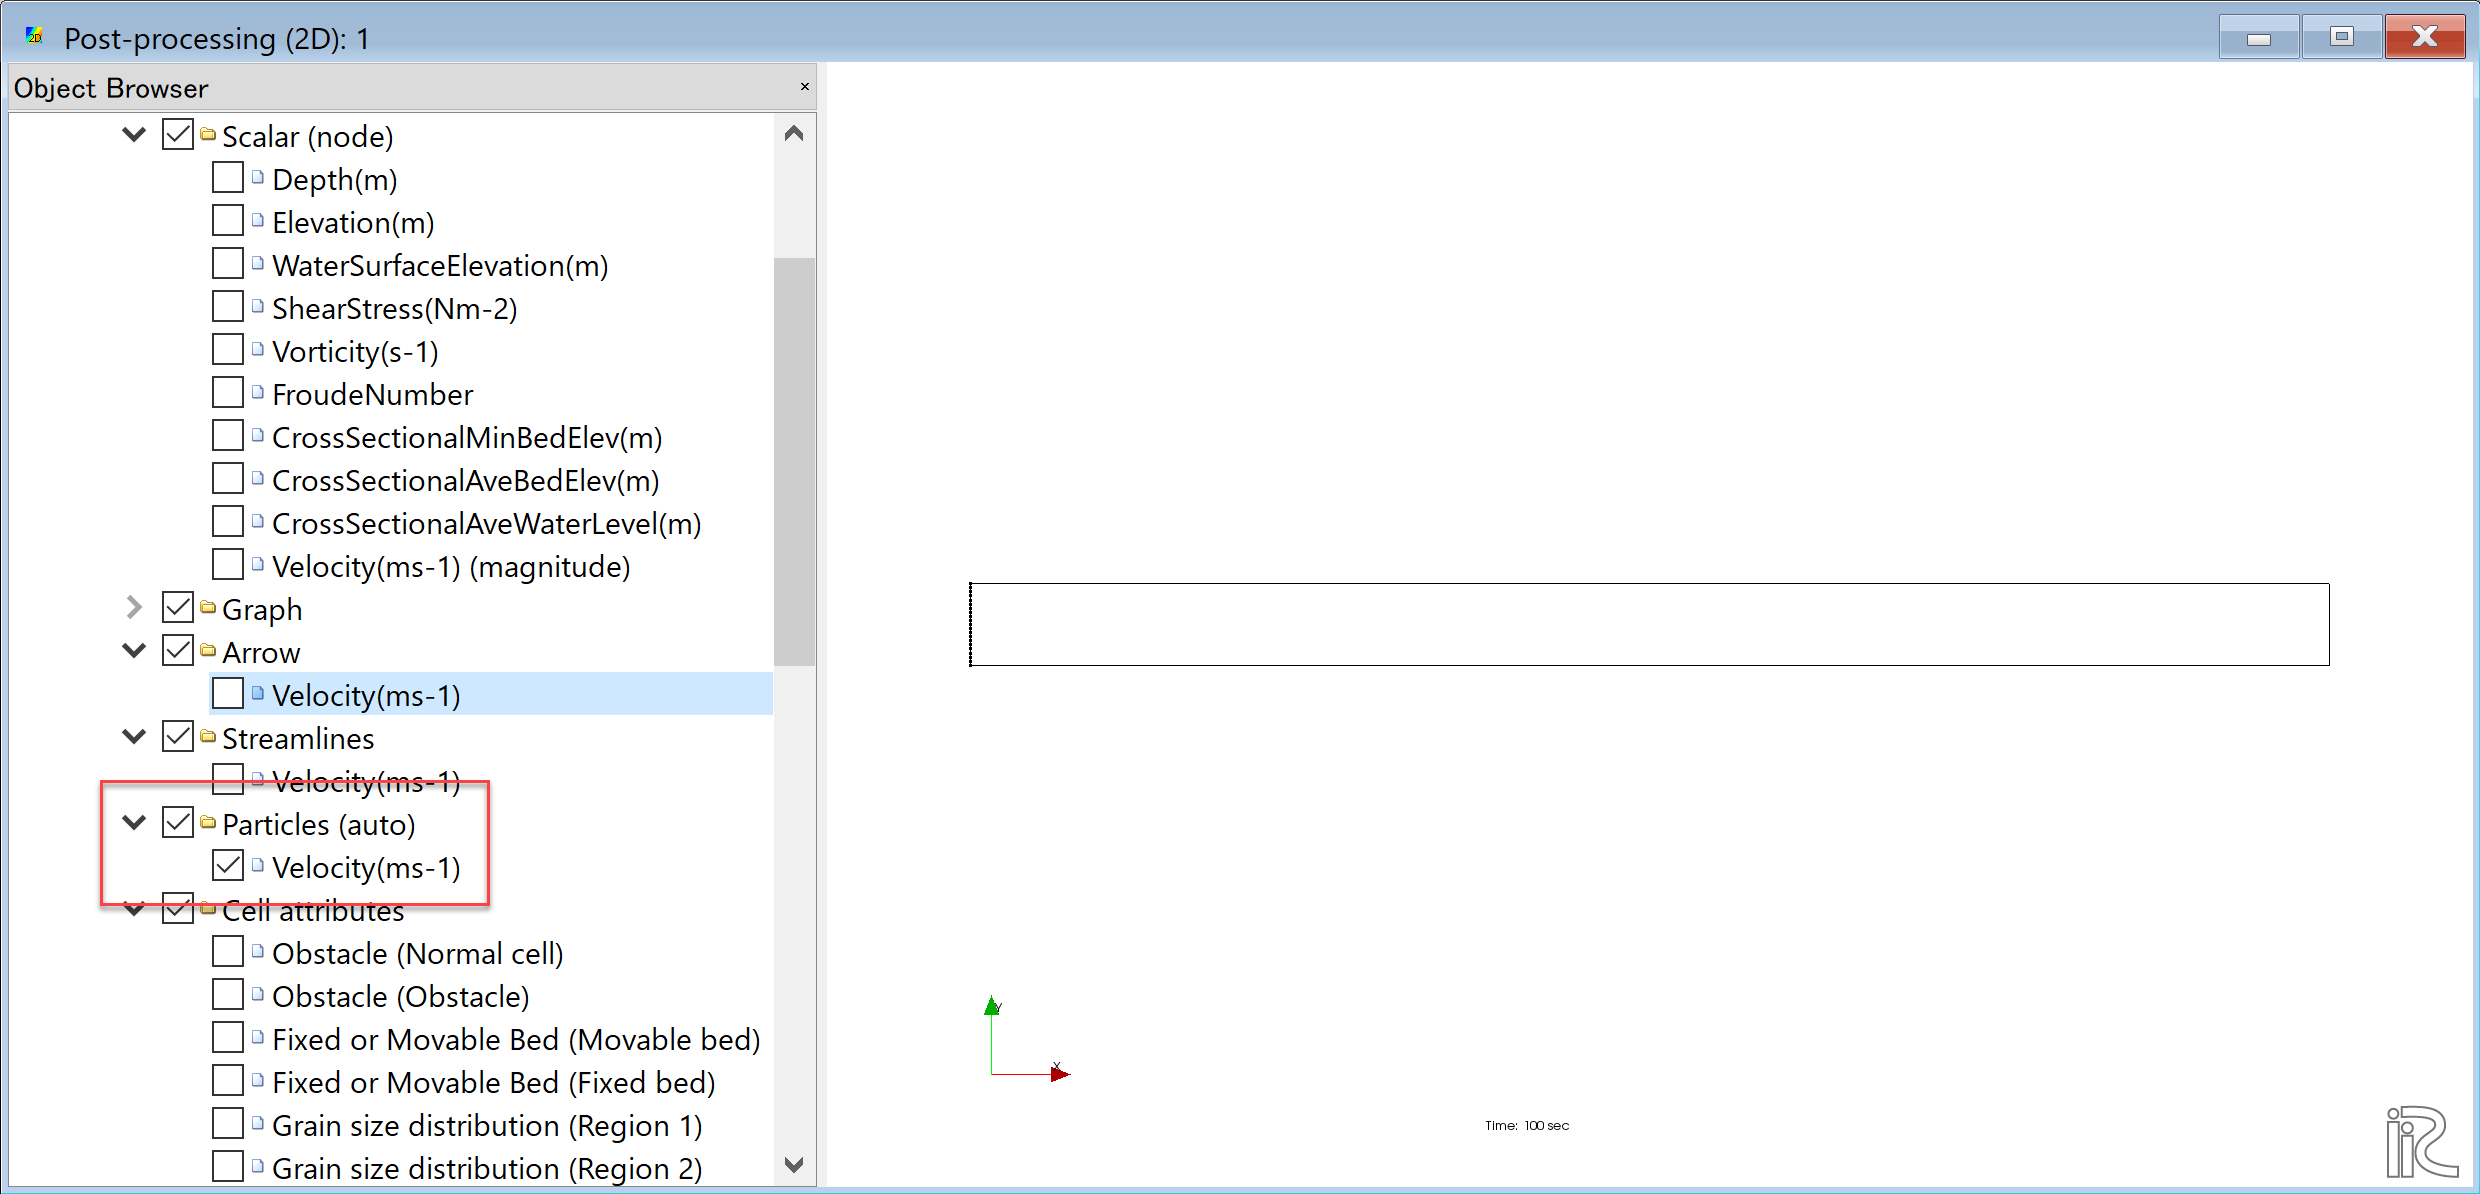 2D
Post-processing (2D): 1
Object Browser
Scalar (node)
Depth(m)
Elevation(m)
WaterSurfaceElevation(m)
ShearStress(Nm-2)
Vorticity(s-1)
FroudeNumber
CrossSectionalMinBedElev(m)
CrossSectionalAveBedElev(m)
CrossSectionalAveWaterLevel(m)
Velocity(ms-1) (magnitude)
Graph
Arrow
Velocity(ms-1)
Streamlines
Velocity(ms-1)
Particles (auto)
Velocity(ms-1)
Cell attributes
Obstacle (Normal cell)
Obstacle (Obstacle)
Fixed or Movable Bed (Movable bed)
Fixed or Movable Bed (Fixed bed)
Grain size distribution (Region 1)
Grain size distribution (Region 2)
Y
X
Time: 100 sec
iRiC